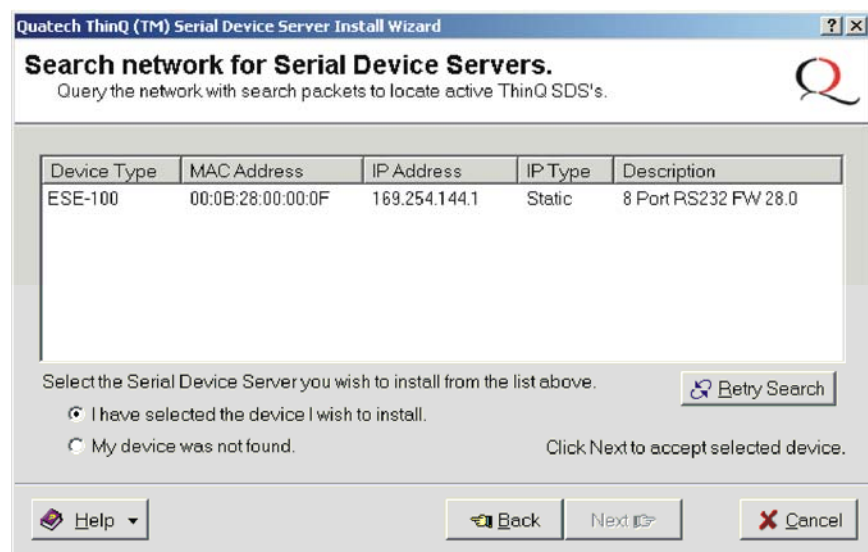 Quatech ThinQ (TM) Serial Device Server Install Wizard
Search network for Serial Device Servers.
Query the network with search packets to locate active ThinQ SDS's.
Device Type MAC Address IP Address IP Type Description
ESE-100 00:0B:28:00:00:0F 169.254.144.1 Static 8 Port RS232 FW 28.0
Select the Serial Device Server you wish to install from the list above.
Retry Search
I have selected the device I wish to install.
My device was not found.
Click Next to accept selected device.
Help Back Next Cancel